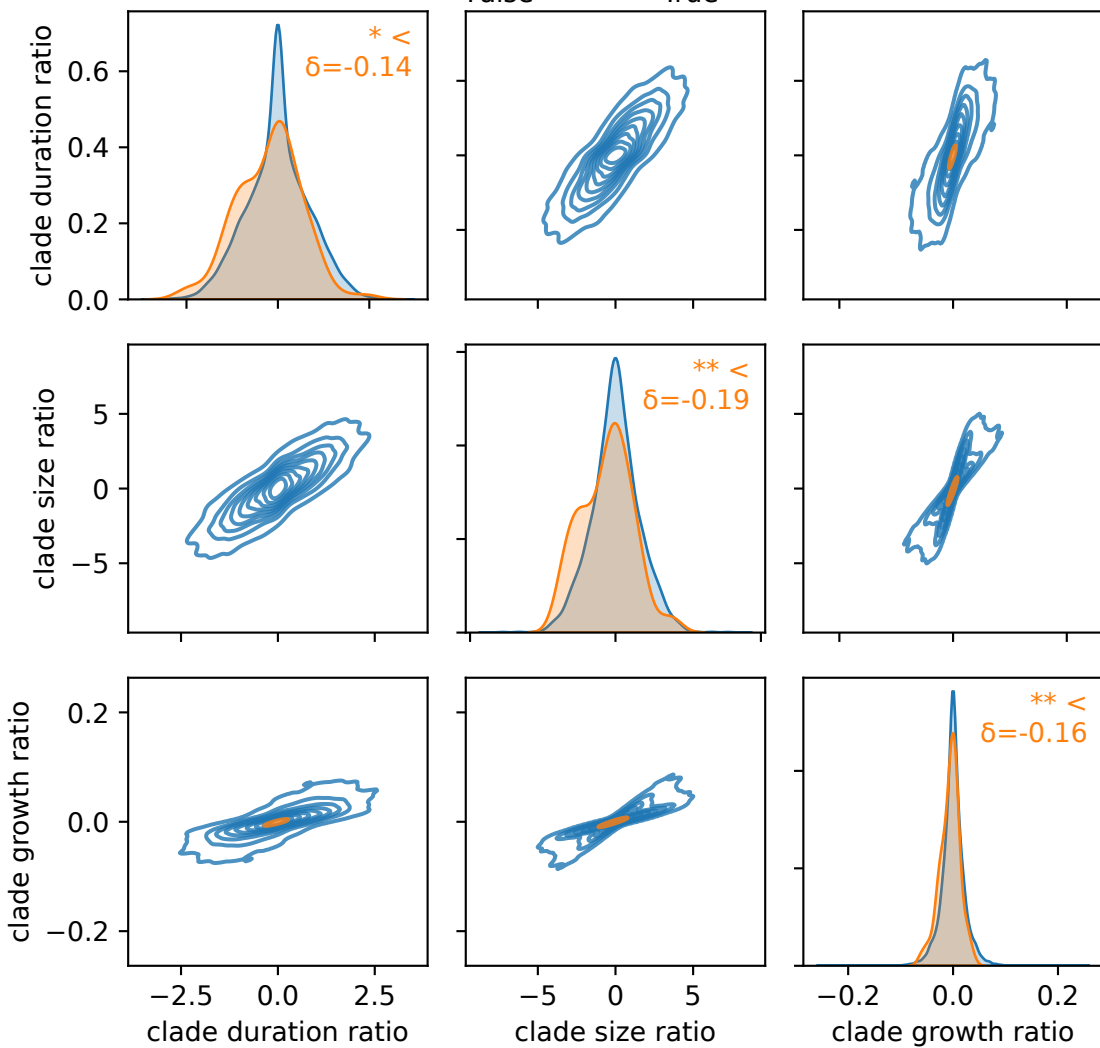 * <
δ=-0.14
clade duration ratio
0.6
0.4
0.2
0.0
** <
δ=-0.19
clade size ratio
5
0
−5
** <
δ=-0.16
clade growth ratio
0.2
0.0
−0.2
−2.5 0.0 2.5 −5 0 5 −0.2 0.0 0.2
clade duration ratio clade size ratio clade growth ratio